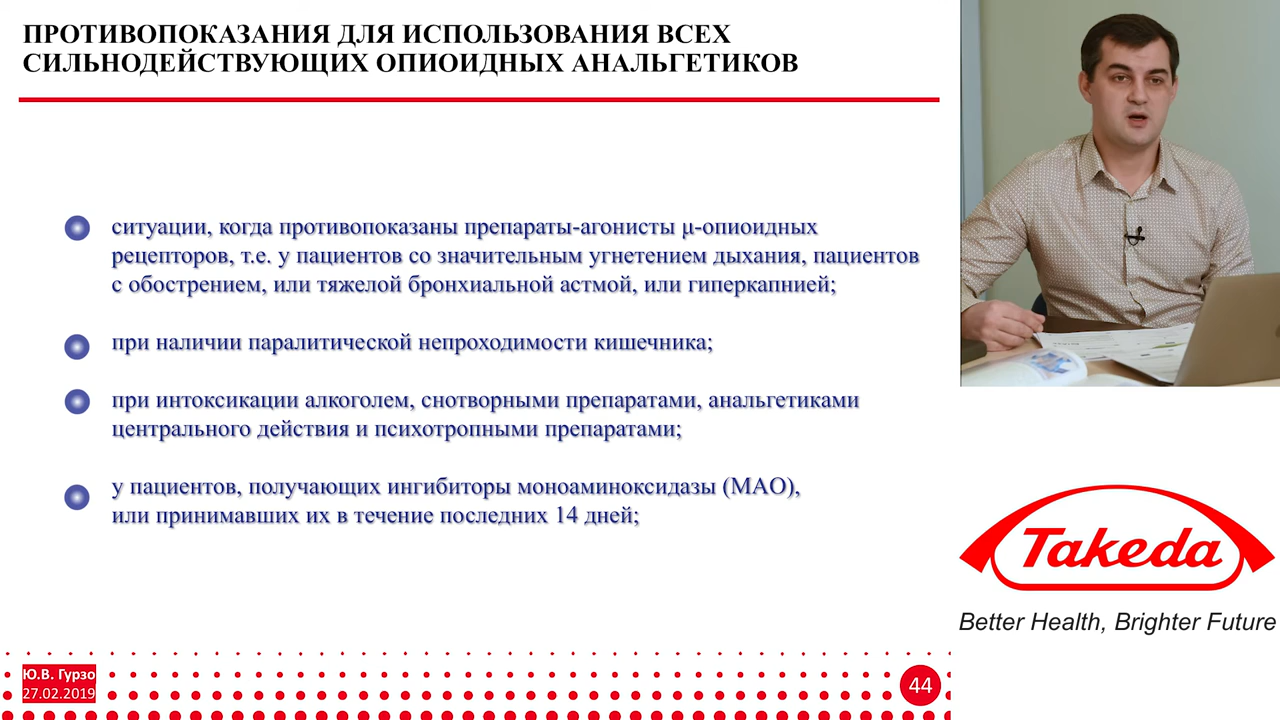 ПРОТИВОПОКАЗАНИЯ ДЛЯ ИСПОЛЬЗОВАНИЯ ВСЕХ
СИЛЬНОДЕЙСТВУЮЩИХ ОПИОИДНЫХ АНАЛЬГЕТИКОВ
ситуации, когда противопоказаны препараты-агонисты μ-опиоидных
рецепторов, т.е. у пациентов со значительным угнетением дыхания, пациентов
с обострением, или тяжелой бронхиальной астмой, или гиперкапнией;
при наличии паралитической непроходимости кишечника;
при интоксикации алкоголем, снотворными препаратами, анальгетиками
центрального действия и психотропными препаратами;
у пациентов, получающих ингибиторы моноаминоксидазы (МАО),
или принимавших их в течение последних 14 дней;
Takeda
Better Health, Brighter Future
Ю.В. Гурзо
27.02.2019
44